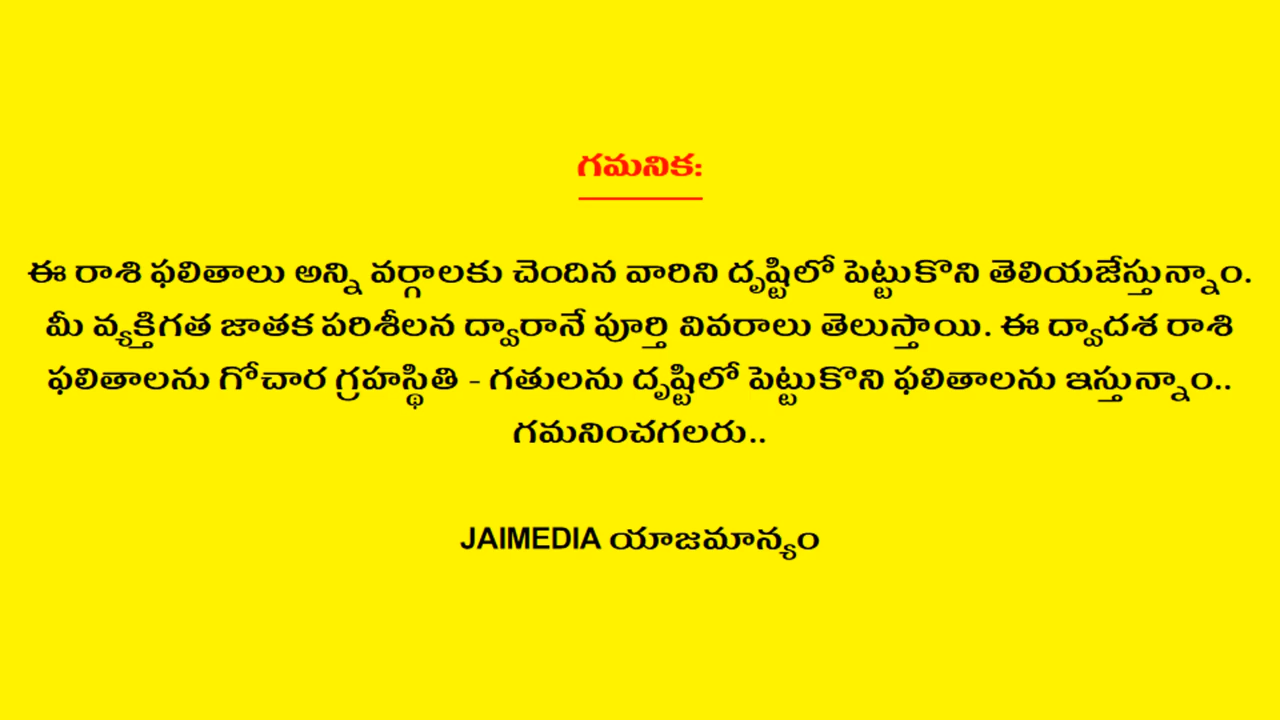 గమనిక:
ఈ రాశి ఫలితాలు అన్ని వర్గాలకు చెందిన వారిని దృష్టిలో పెట్టుకొని తెలియజేస్తున్నాం.
మీ వ్యక్తిగత జాతక పరిశీలన ద్వారానే పూర్తి వివరాలు తెలుస్తాయి. ఈ ద్వాదశ రాశి
ఫలితాలను గోచార గ్రహస్థితి - గతులను దృష్టిలో పెట్టుకొని ఫలితాలను ఇస్తున్నాం..
గమనించగలరు..
JAIMEDIA యాజమాన్యం